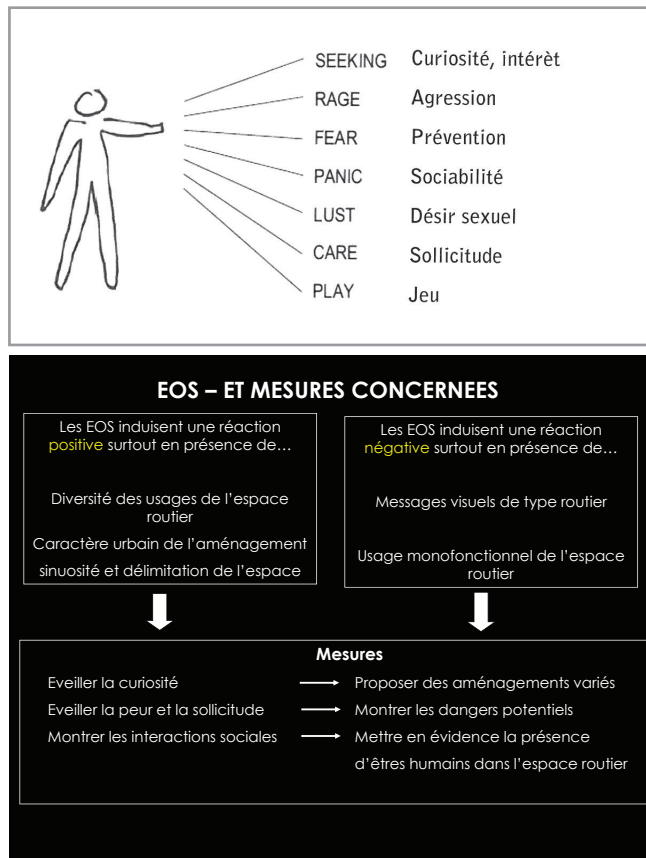 SEEKING Curiosité, intérèt
RAGE Agression
FEAR Prévention
PANIC Sociabilité
LUST Désir sexuel
CARE Sollicitude
PLAY Jeu
EOS – ET MESURES CONCERNEES
Les EOS induisent une réaction
positive surtout en présence de…
Diversité des usages de l’espace
routier
Caractère urbain de l’aménagement
sinuosité et délimitation de l’espace
Les EOS induisent une réaction
négative surtout en présence de…
Messages visuels de type routier
Usage monofonctionnel de l’espace
routier
Mesures
Eveiller la curiosité
Proposer des aménagements variés
Eveiller la peur et la sollicitude
Montrer les dangers potentiels
Montrer les interactions sociales
Mettre en évidence la présence
d’êtres humains dans l’espace routier